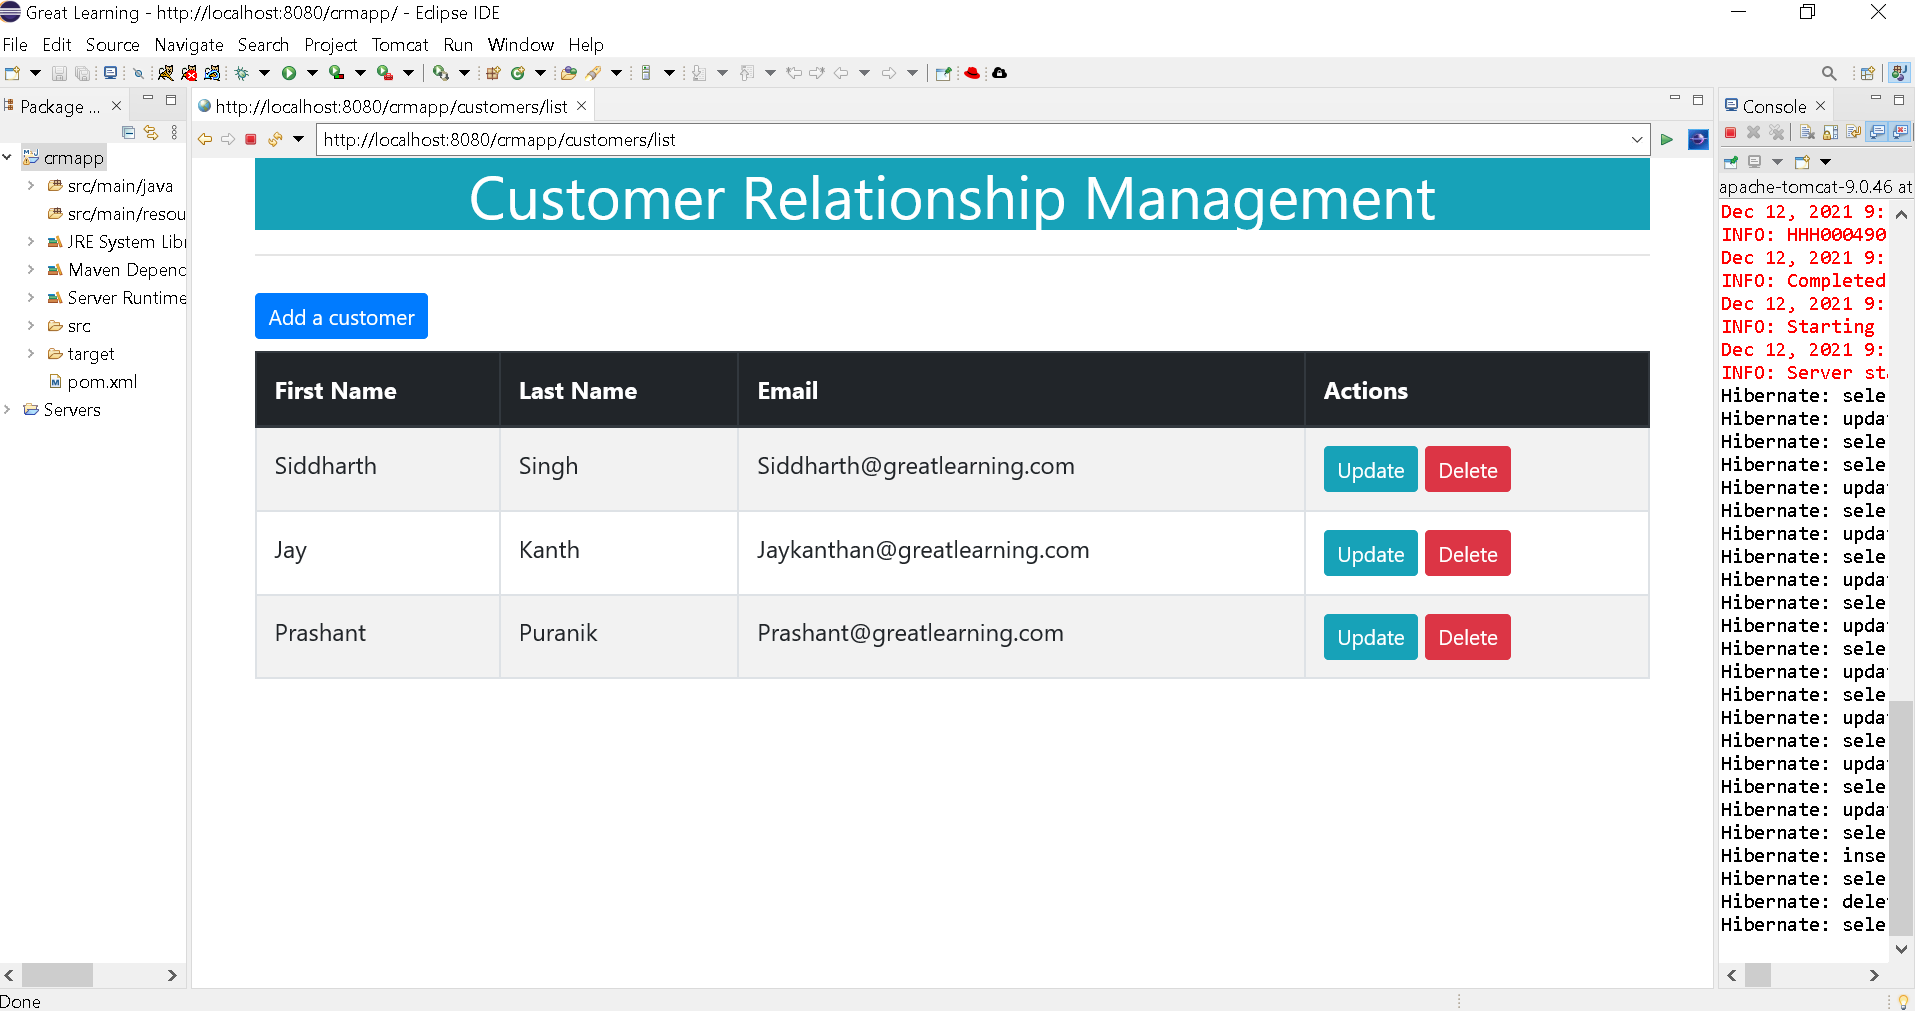 Great Learning - http://localhost:8080/crmapp/ - Eclipse IDE
File Edit Source Navigate Search Project Tomcat Run Window Help
Package ...
crmapp
src/main/java
src/main/resou
JRE System Libr
Maven Depend
Server Runtime
src
target
pom.xml
Servers
http://localhost:8080/crmapp/customers/list
http://localhost:8080/crmapp/customers/list
Customer Relationship Management
Add a customer
First Name Last Name Email Actions
Siddharth Singh Siddharth@greatlearning.com Update Delete
Jay Kanth Jaykanthan@greatlearning.com Update Delete
Prashant Puranik Prashant@greatlearning.com Update Delete
Console
apache-tomcat-9.0.46 at
Dec 12, 2021 9:
INFO: HHH000490
Dec 12, 2021 9:
INFO: Completed
Dec 12, 2021 9:
INFO: Starting
Dec 12, 2021 9:
INFO: Server sta
Hibernate: sele
Hibernate: upda
Hibernate: sele
Hibernate: sele
Hibernate: upda
Hibernate: sele
Hibernate: upda
Hibernate: sele
Hibernate: upda
Hibernate: sele
Hibernate: upda
Hibernate: sele
Hibernate: upda
Hibernate: sele
Hibernate: upda
Hibernate: sele
Hibernate: upda
Hibernate: sele
Hibernate: upda
Hibernate: sele
Hibernate: inse
Hibernate: sele
Hibernate: dele
Hibernate: sele
Done